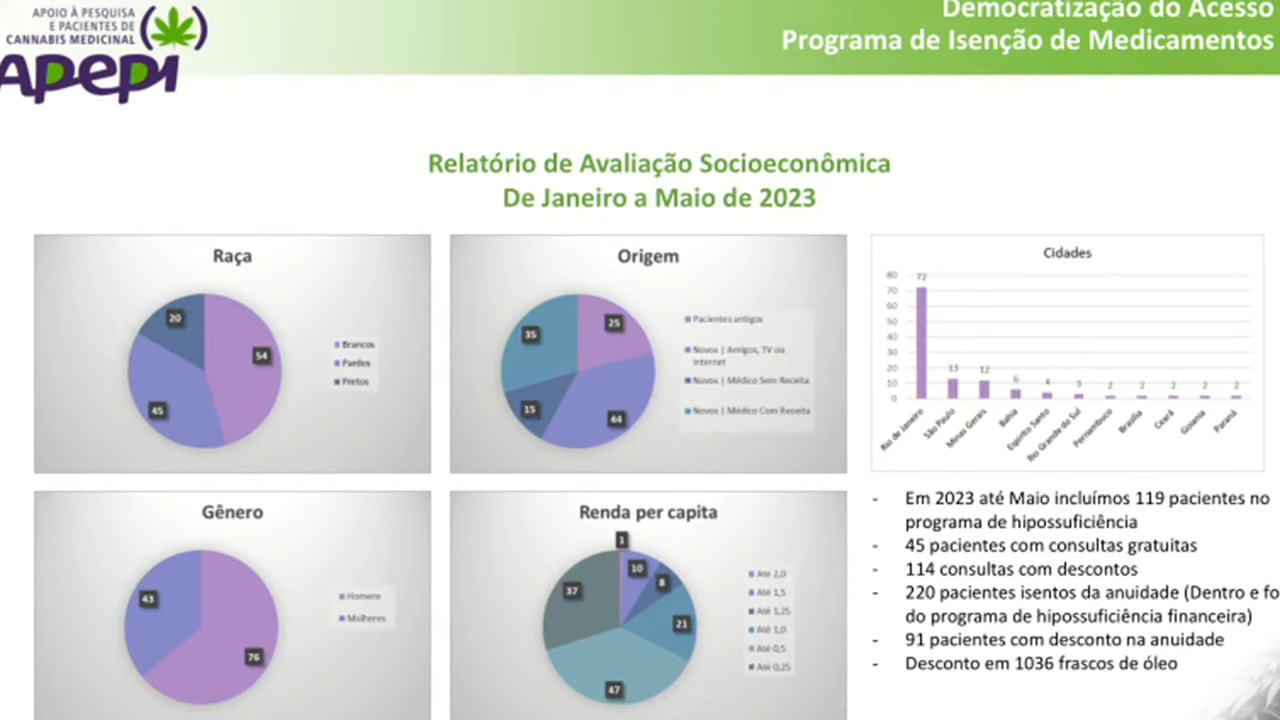 APOIO À PESQUISA
E PACIENTES DE
CANNABIS MEDICINAL
APEPI
Democratização do Acesso
Programa de Isenção de Medicamentos
Relatório de Avaliação Socioeconômica
De Janeiro a Maio de 2023
Raça
20
54
45
Brancos
Pardos
Pretos
Origem
35
25
15
44
Pacientes antigos
Novos | Amigos, TV ou
Internet
Novos | Médico Sem Receita
Novos | Médico Com Receita
Cidades
80
70
60
50
40
30
20
10
0
72
13
12
6
4
3
2
2
2
2
2
Rio de Janeiro
São Paulo
Minas Gerais
Bahia
Espirito Santo
Rio Grande do Sul
Pernambuco
Brasília
Ceará
Goiania
Paraná
Gênero
43
76
Homens
Mulheres
Renda per capita
1
10
8
37
21
47
Até 2,0
Até 1,5
Até 1,25
Até 1,0
Até 0,5
Até 0,25
- Em 2023 até Maio incluímos 119 pacientes no
programa de hipossuficiência
- 45 pacientes com consultas gratuitas
- 114 consultas com descontos
- 220 pacientes isentos da anuidade (Dentro e fo
do programa de hipossuficiência financeira)
- 91 pacientes com desconto na anuidade
- Desconto em 1036 frascos de óleo